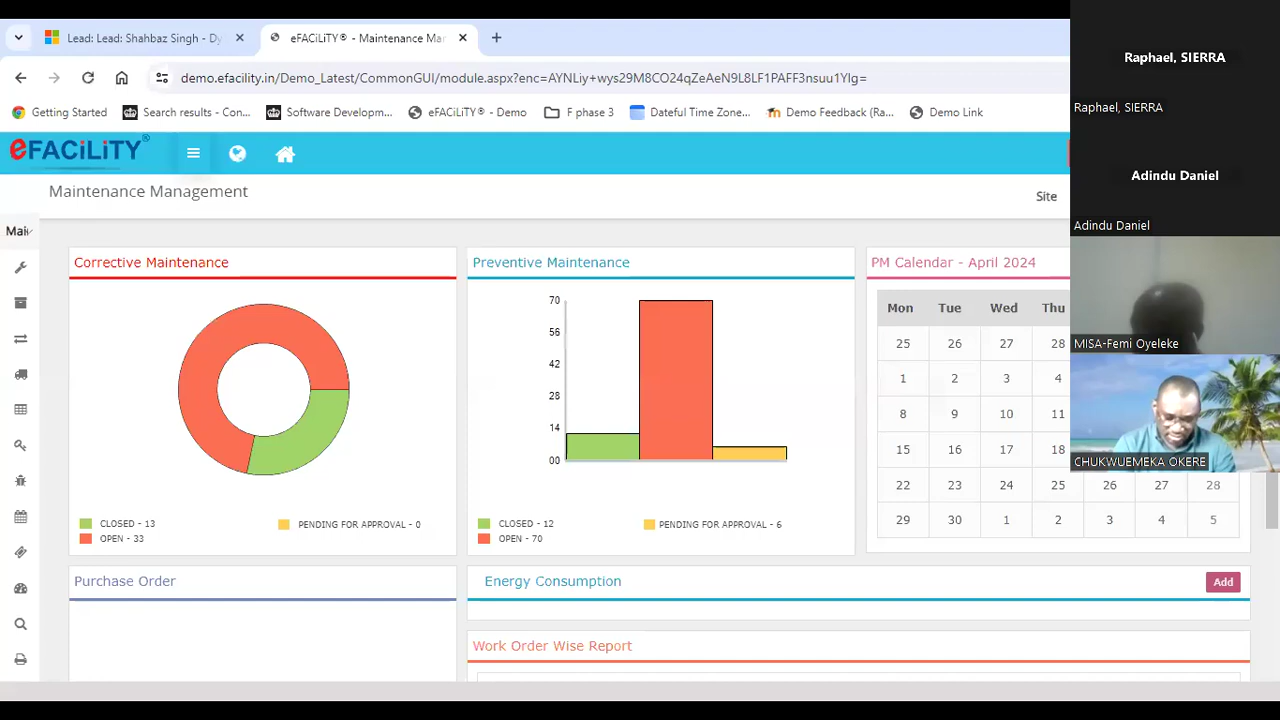 Lead: Lead: Shahbaz Singh - Dy
eFACiLiTY® - Maintenance Mar
demo.efacility.in/Demo_Latest/CommonGUI/module.aspx?enc=AYNLiy+wys29M8CO24qZeAeN9L8LF1PAFF3nsuu1YIg=
Getting Started
Search results - Con...
Software Developm...
eFACiLiTY® - Demo
F phase 3
Dateful Time Zone...
Demo Feedback (Ra...
Demo Link
eFACiLiTY®
Maintenance Management
Site
Mai
Corrective Maintenance
CLOSED - 13
PENDING FOR APPROVAL - 0
OPEN - 33
Preventive Maintenance
70
56
42
28
14
00
CLOSED - 12
PENDING FOR APPROVAL - 6
OPEN - 70
PM Calendar - April 2024
Mon Tue Wed Thu
25 26 27 28
1 2 3 4
8 9 10 11
15 16 17 18
22 23 24 25 26 27 28
29 30 1 2 3 4 5
Purchase Order
Energy Consumption
Add
Work Order Wise Report
Raphael, SIERRA
Raphael, SIERRA
Adindu Daniel
Adindu Daniel
MISA-Femi Oyeleke
CHUKWUEMEKA OKERE